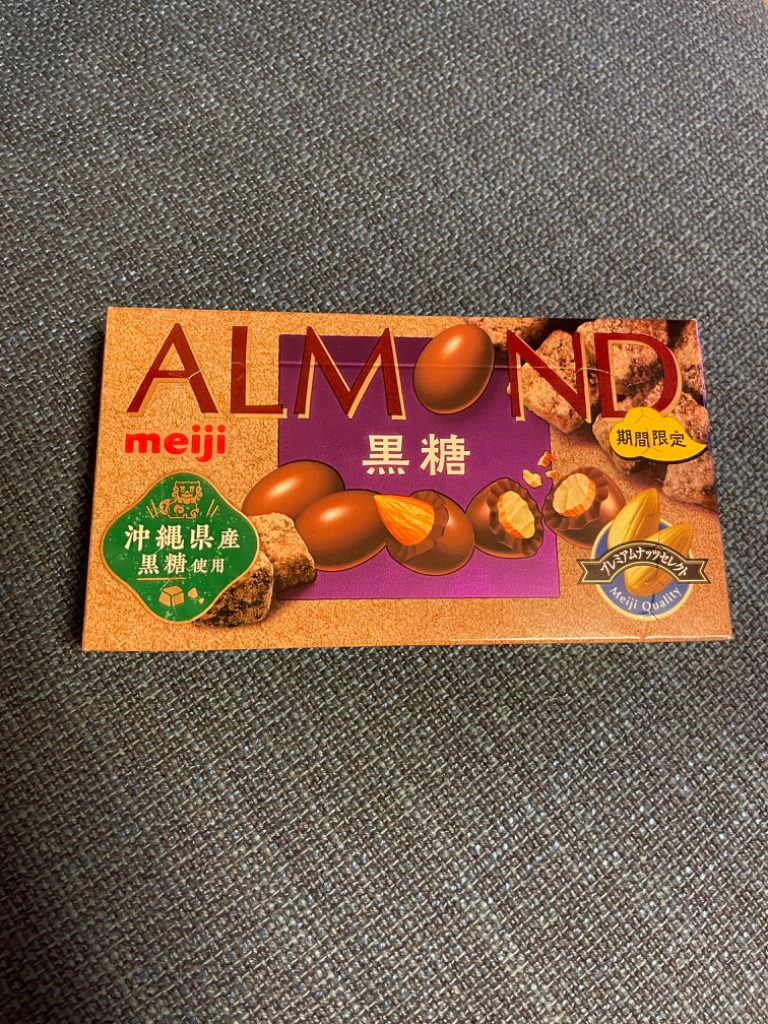 ALMOND
meiji
黒糖
期間限定
沖縄県産
黒糖使用
プレミアムナッツセレクト
Meiji Quality